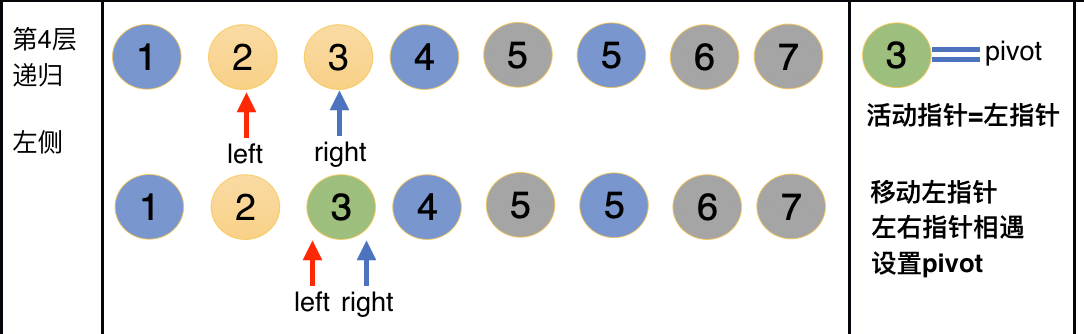 第4层
递归
左侧
1 2 3 4 5 5 6 7
left right
1 2 3 4 5 5 6 7
left right
3 pivot
活动指针=左指针
移动左指针
左右指针相遇
设置pivot